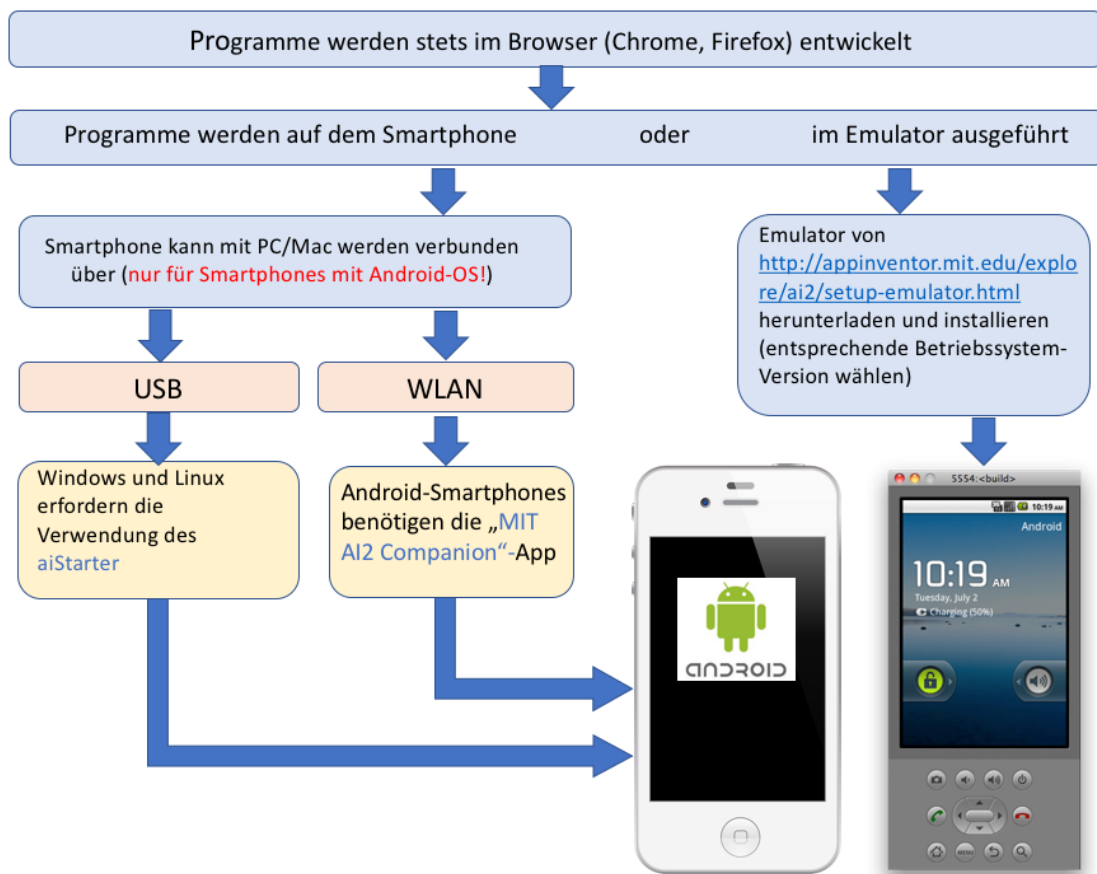 Programme werden stets im Browser (Chrome, Firefox) entwickelt
Programme werden auf dem Smartphone oder im Emulator ausgeführt
Smartphone kann mit PC/Mac werden verbunden
über (nur für Smartphones mit Android-OS!)
Emulator von
http://appinventor.mit.edu/explo
re/ai2/setup-emulator.html
herunterladen und installieren
(entsprechende Betriebssystem-
Version wählen)
USB
WLAN
Windows und Linux
erfordern die
Verwendung des
aiStarter
Android-Smartphones
benötigen die „MIT
AI2 Companion“-App
ANDROID
5554:<build>
10:19 AM
Android
10:19 AM
Tuesday, July 2
Charging (50%)
MENU